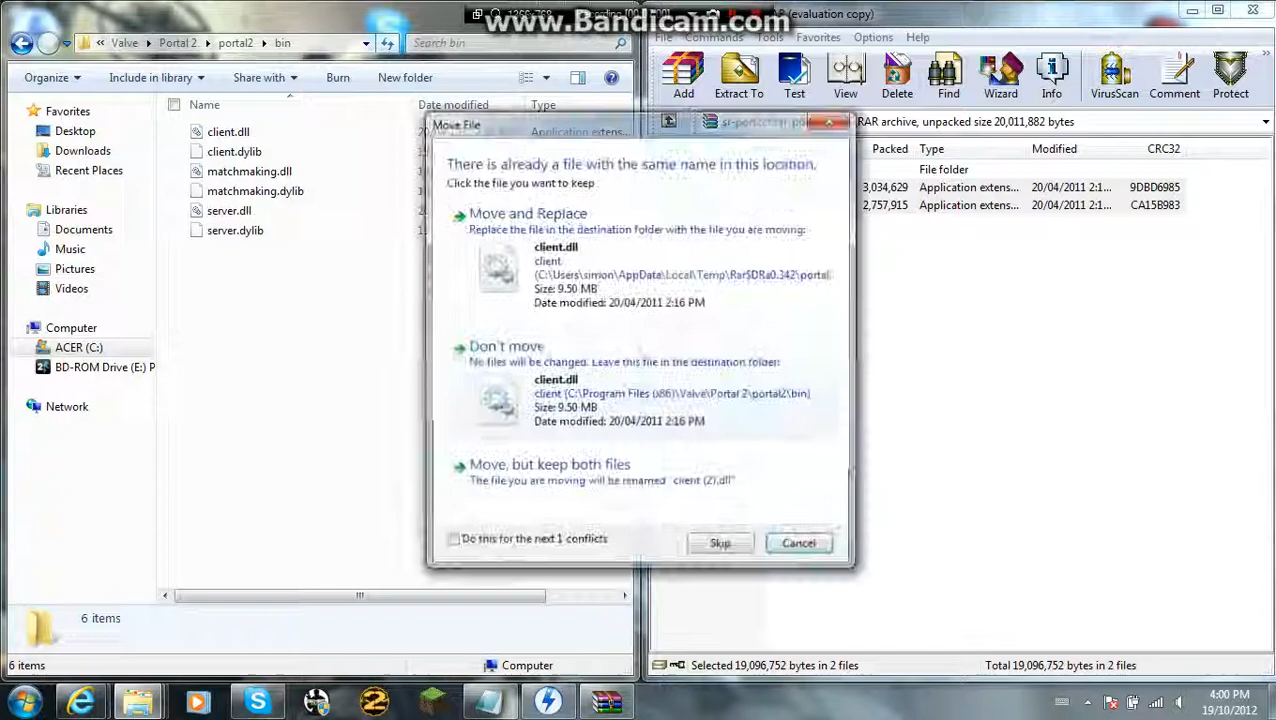 www.Bandicam.com
(evaluation copy)
Valve Portal 2 portal2 bin
Search bin
File Commands Tools Favorites Options Help
Organize Include in library Share with Burn New folder
Add Extract To Test View Delete Find Wizard Info VirusScan Comment Protect
Favorites
Desktop
Downloads
Recent Places
Libraries
Documents
Music
Pictures
Videos
Computer
ACER (C:)
BD-ROM Drive (E:) P
Network
Name Date modified Type
client.dll Application extens...
client.dylib
matchmaking.dll
matchmaking.dylib
server.dll
server.dylib
RAR archive, unpacked size 20,011,882 bytes
Packed Type Modified CRC32
File folder
3,034,629 Application extens... 20/04/2011 2:1... 9DBD6985
2,757,915 Application extens... 20/04/2011 2:1... CA15B983
Move File
There is already a file with the same name in this location.
Click the file you want to keep
Move and Replace
Replace the file in the destination folder with the file you are moving:
client.dll
client
(C:\Users\simon\AppData\Local\Temp\Rar$DRa0.342\portal
Size: 9.50 MB
Date modified: 20/04/2011 2:16 PM
Don't move
No files will be changed. Leave this file in the destination folder:
client.dll
client (C:\Program Files (x86)\Valve\Portal 2\portal2\bin)
Size: 9.50 MB
Date modified: 20/04/2011 2:16 PM
Move, but keep both files
The file you are moving will be renamed "client (2).dll"
Do this for the next 1 conflicts
Skip Cancel
6 items
6 items Computer
Selected 19,096,752 bytes in 2 files Total 19,096,752 bytes in 2 files
4:00 PM
19/10/2012